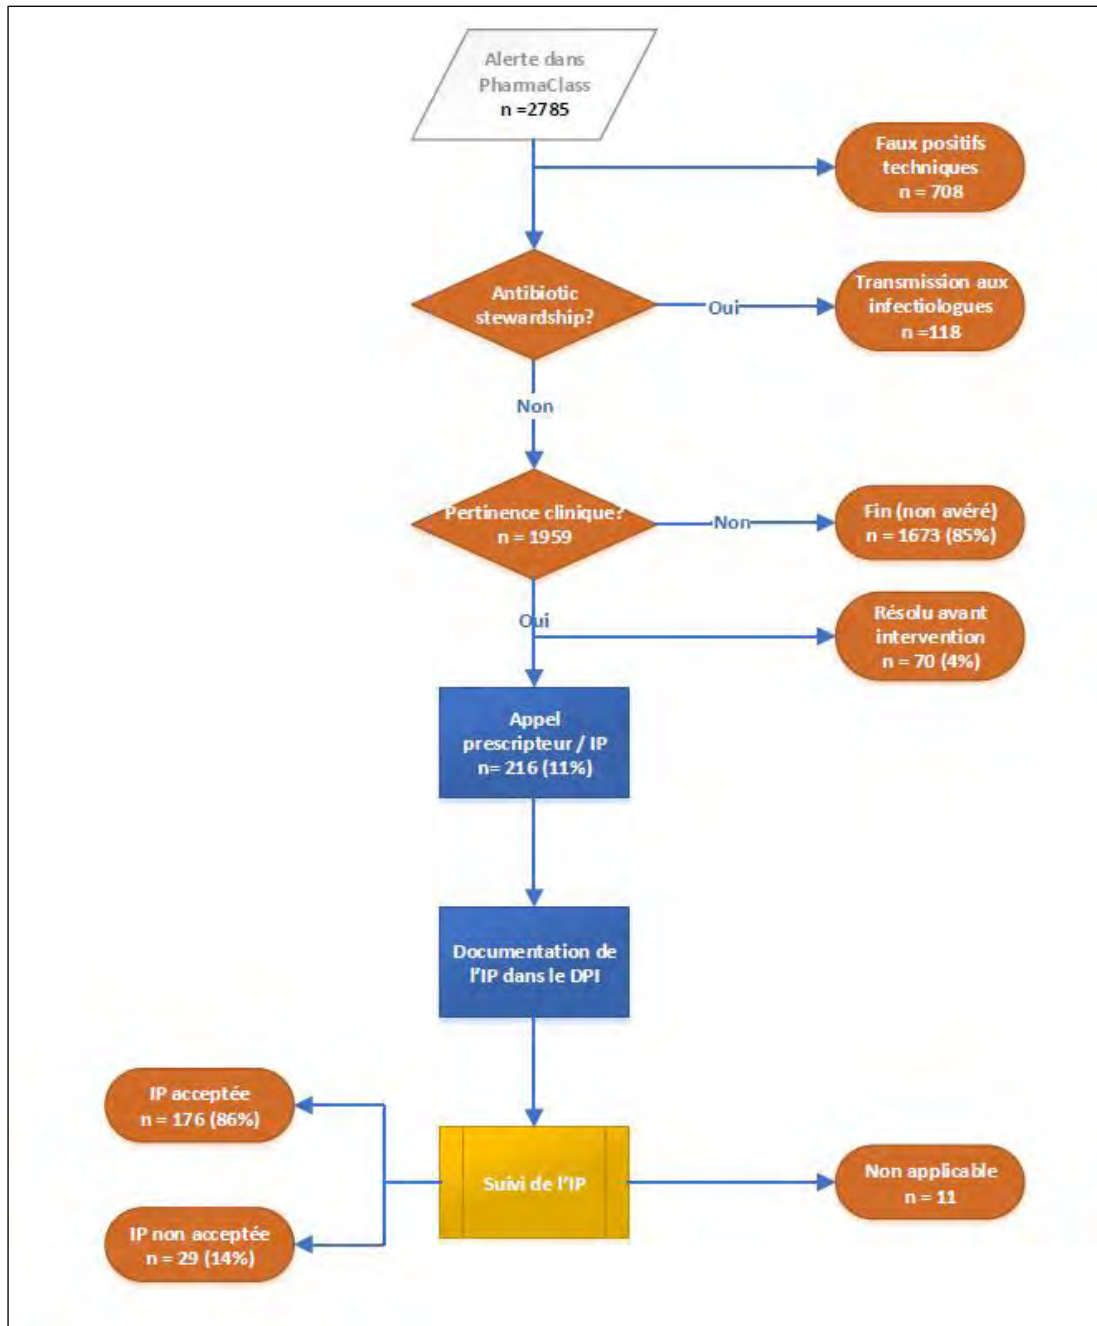 Alerte dans
PharmaClass
n =2785
Faux positifs
techniques
n = 708
Antibiotic
stewardship?
Oui
Transmission aux
infectiologues
n =118
Non
Pertinence clinique?
n = 1959
Non
Fin (non avéré)
n = 1673 (85%)
Oui
Résolu avant
intervention
n = 70 (4%)
Appel
prescripteur / IP
n= 216 (11%)
Documentation de
l'IP dans le DPI
IP acceptée
n = 176 (86%)
Suivi de l'IP
Non applicable
n = 11
IP non acceptée
n = 29 (14%)